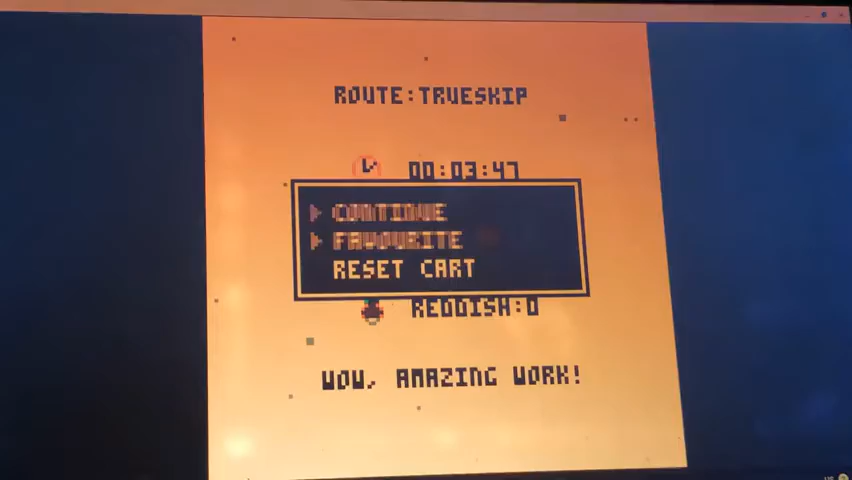 ROUTE:TRUESKIP
00:03:47
CONTINUE
FAVOURITE
RESET CART
REDDISH:0
WOW, AMAZING WORK!